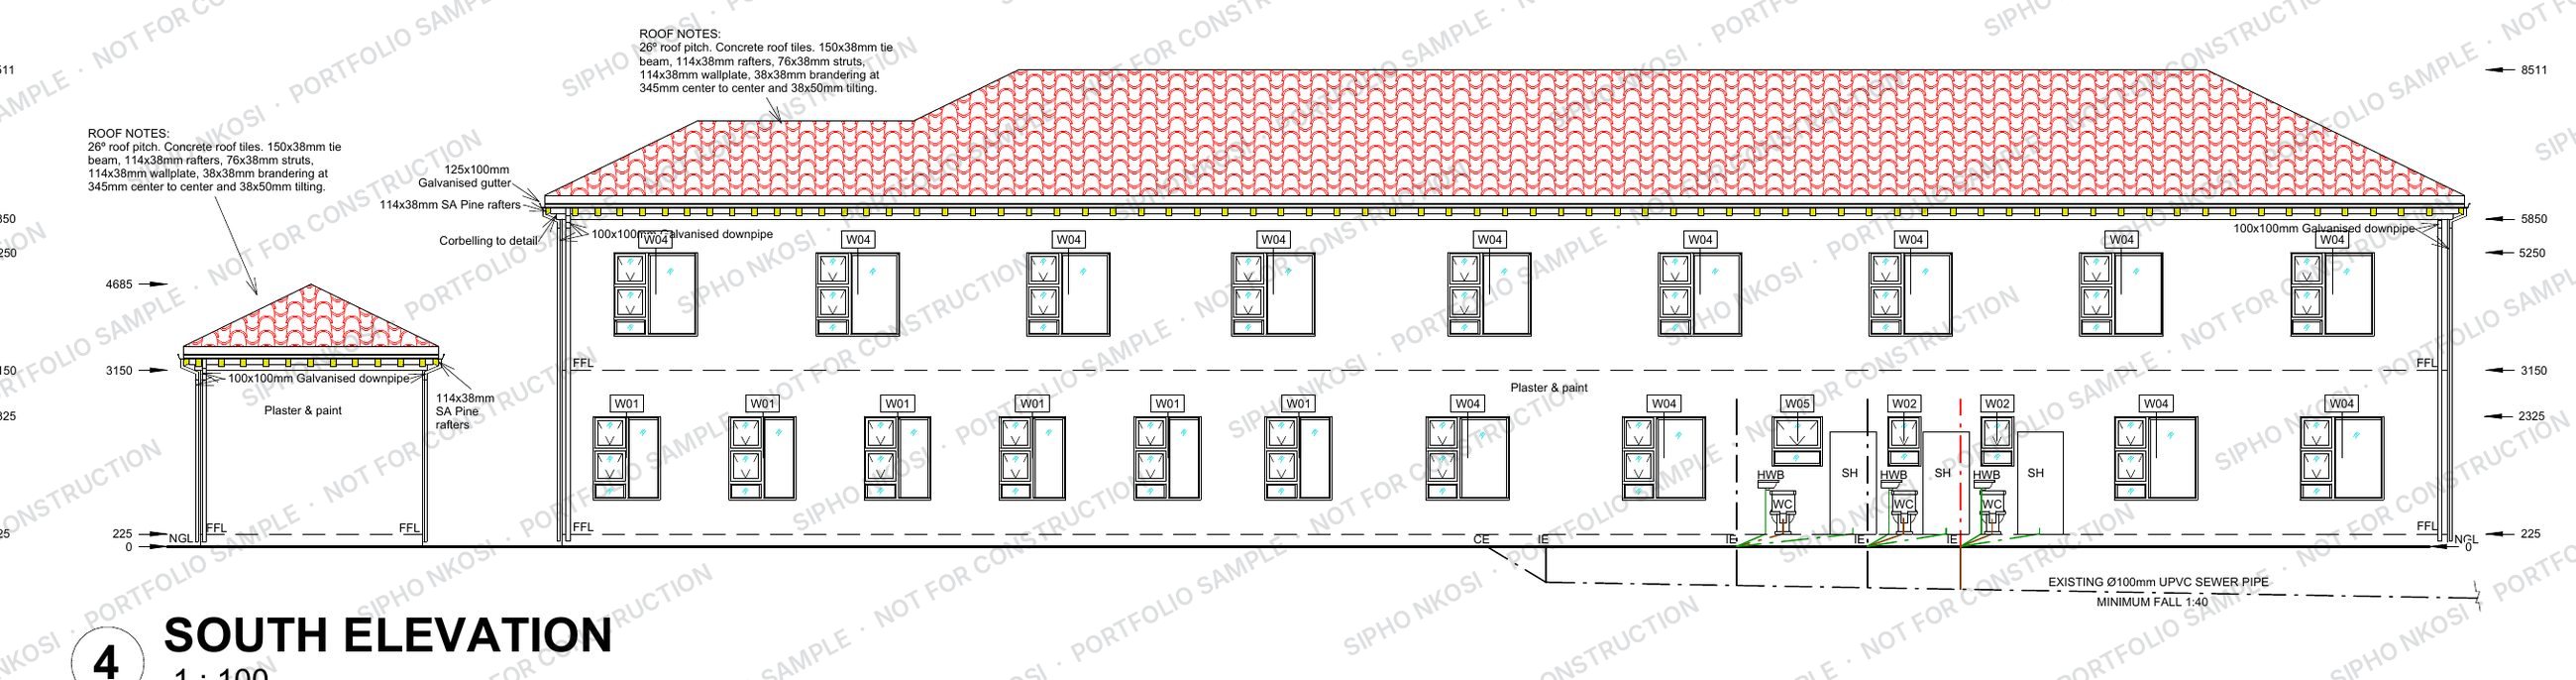 ROOF NOTES:
26º roof pitch. Concrete roof tiles. 150x38mm tie
beam, 114x38mm rafters, 76x38mm struts,
114x38mm wallplate, 38x38mm brandering at
345mm center to center and 38x50mm tilting.
ROOF NOTES:
26º roof pitch. Concrete roof tiles. 150x38mm tie
beam, 114x38mm rafters, 76x38mm struts,
114x38mm wallplate, 38x38mm brandering at
345mm center to center and 38x50mm tilting.
125x100mm
Galvanised gutter
114x38mm SA Pine rafters
Corbelling to detail
100x100mm Galvanised downpipe
100x100mm Galvanised downpipe
W04 W04 W04 W04 W04 W04 W04 W04 W04
8511
5850
5250
3150
2325
225
0
4685
3150
225
0
100x100mm Galvanised downpipe
114x38mm
SA Pine
rafters
Plaster & paint
NGL
FFL FFL
FFL FFL
Plaster & paint
W01 W01 W01 W01 W01 W01 W04 W04 W05 W02 W02 W04 W04
HWB SH HWB SH HWB SH
WC WC WC
FFL FFL
NGL
CE IE IE IE IE
EXISTING Ø100mm UPVC SEWER PIPE
MINIMUM FALL 1:40
4
SOUTH ELEVATION
1 : 100
SIPHO NKOSI · PORTFOLIO SAMPLE · NOT FOR CONSTRUCTION